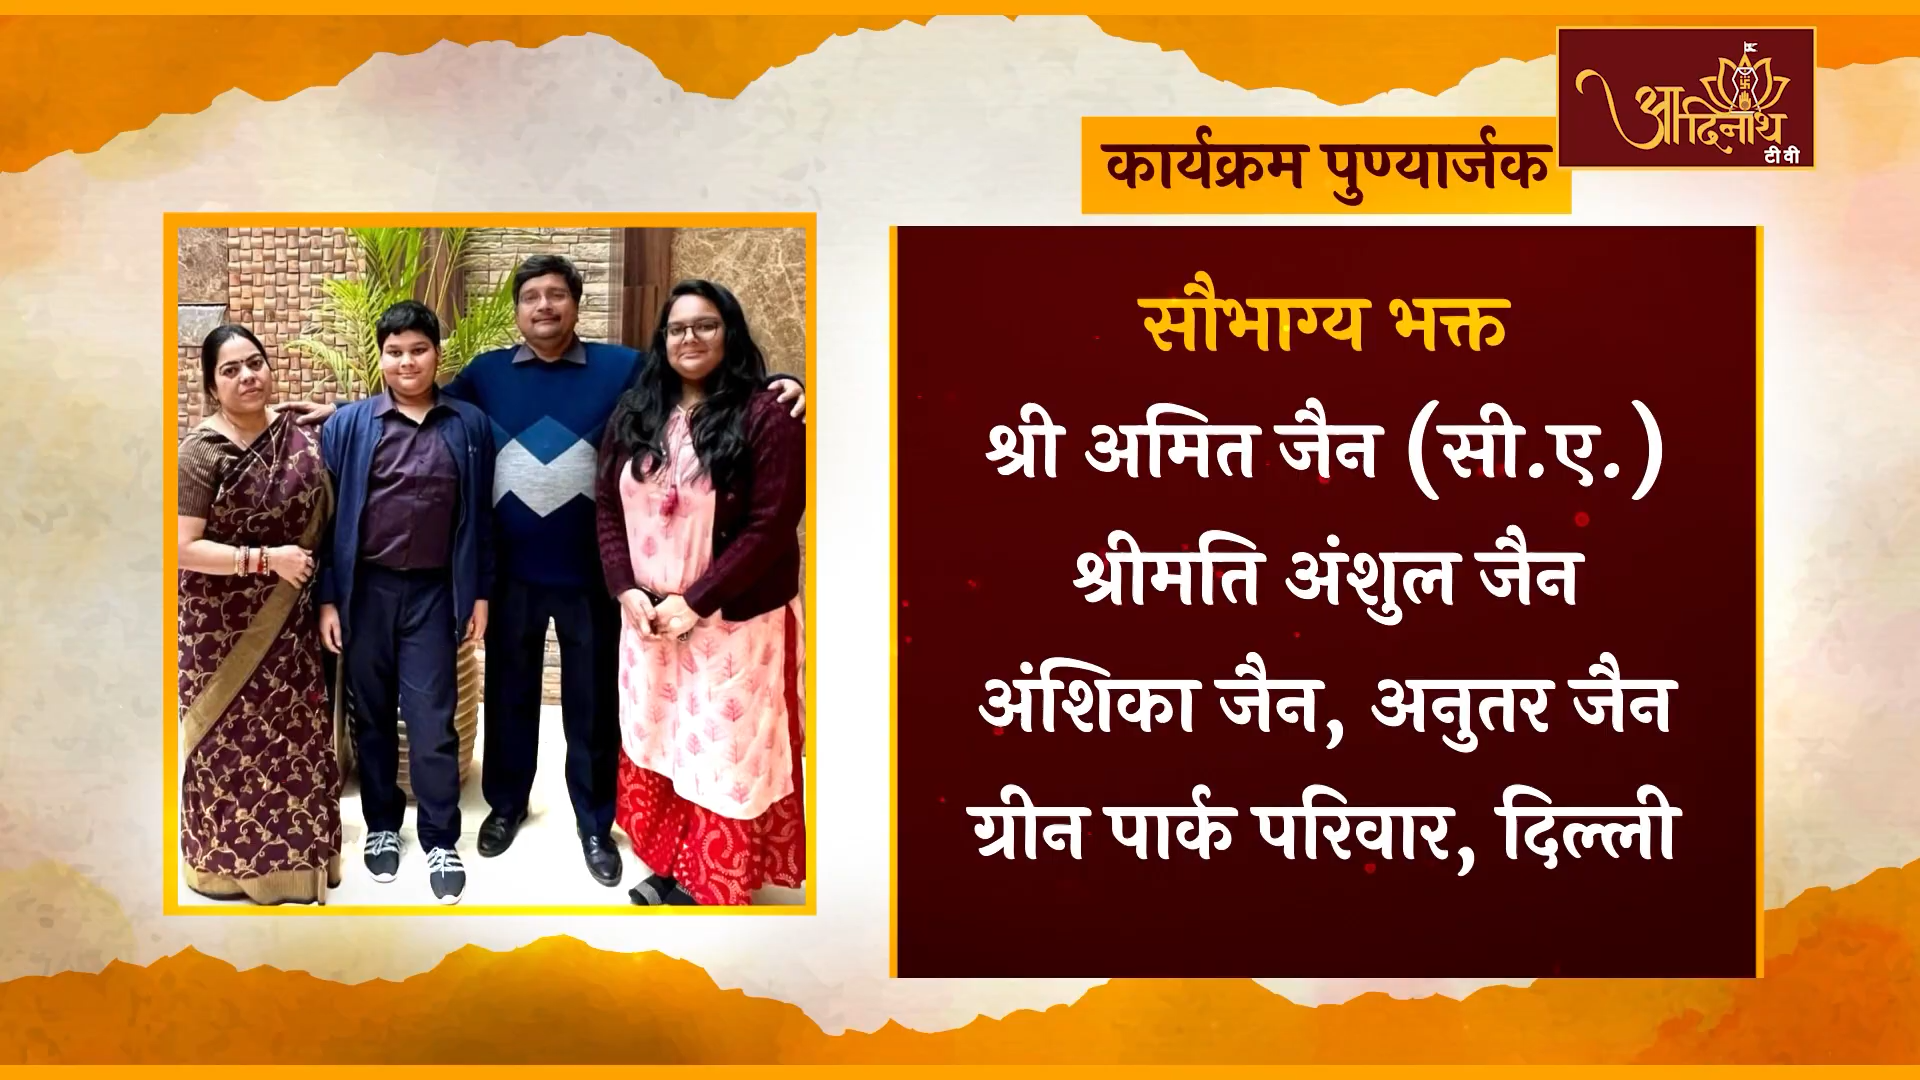 आदिनाथ
टीवी
कार्यक्रम पुण्यार्जक
सौभाग्य भक्त
श्री अमित जैन (सी.ए.)
श्रीमति अंशुल जैन
अंशिका जैन, अनुतर जैन
ग्रीन पार्क परिवार, दिल्ली